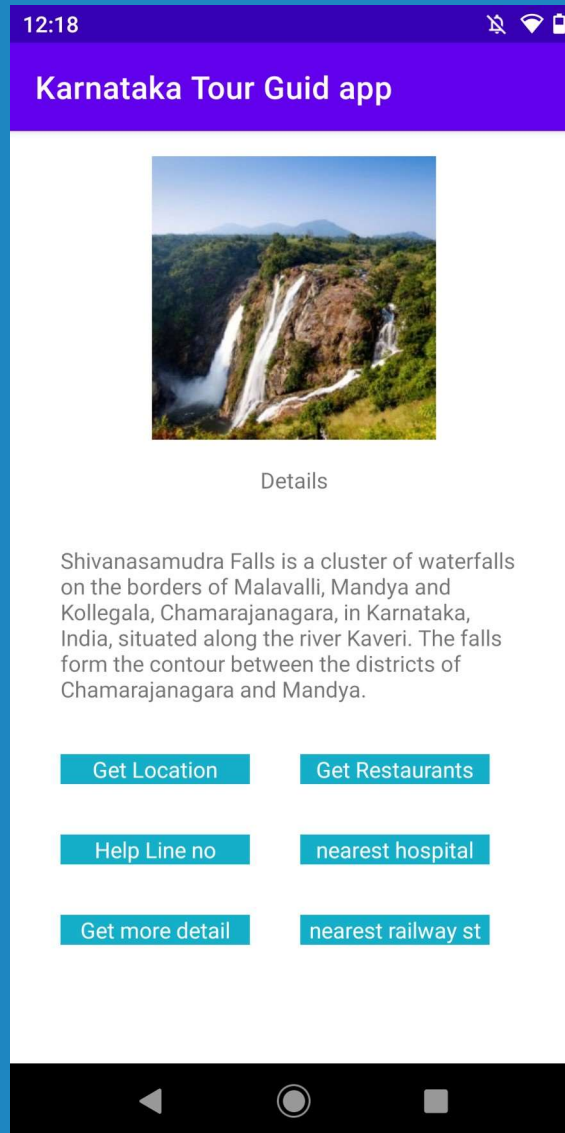 12:18
Karnataka Tour Guid app
Details
Shivanasamudra Falls is a cluster of waterfalls
on the borders of Malavalli, Mandya and
Kollegala, Chamarajanagara, in Karnataka,
India, situated along the river Kaveri. The falls
form the contour between the districts of
Chamarajanagara and Mandya.
Get Location
Get Restaurants
Help Line no
nearest hospital
Get more detail
nearest railway st